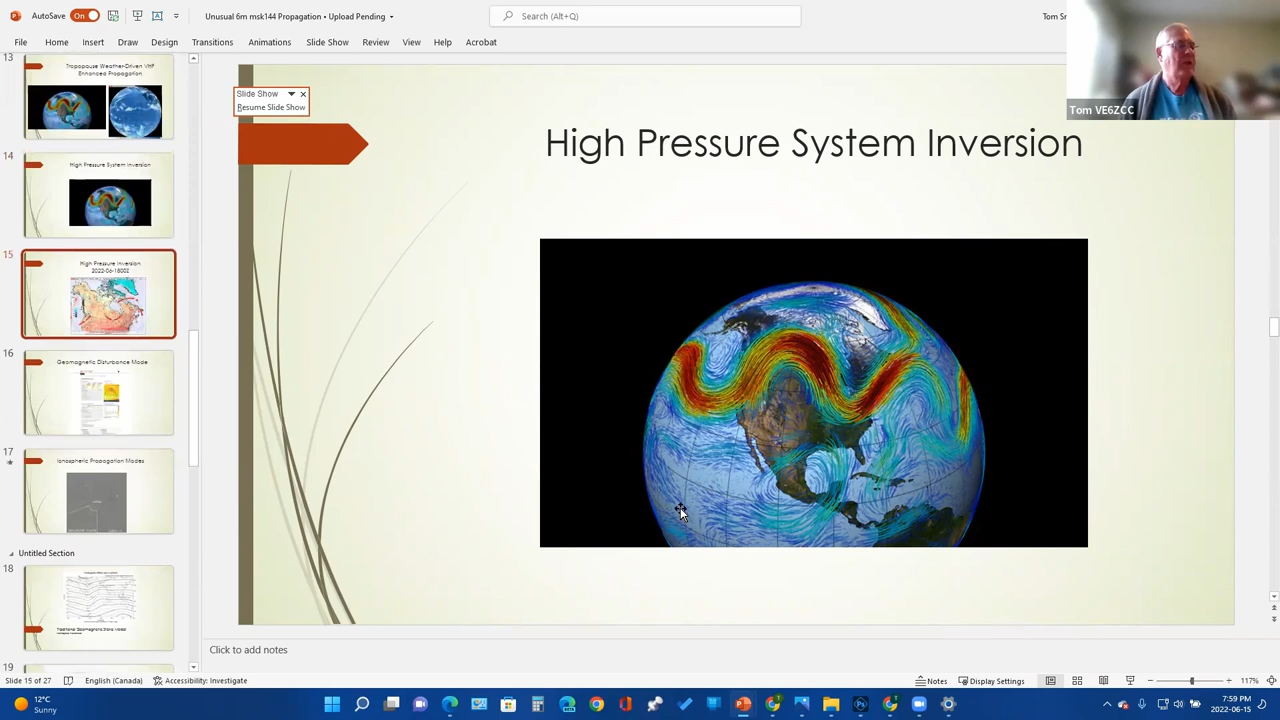 AutoSave On
Unusual 6m msk144 Propagation • Upload Pending
Search (Alt+Q)
File Home Insert Draw Design Transitions Animations Slide Show Review View Help Acrobat
Tom VE6ZCC
13
Tropopause Weather-Driven VHF
Enhanced Propagation
14
High Pressure System Inversion
15
High Pressure Inversion
2022-06-1800Z
16
Geomagnetic Disturbance Mode
17
Ionospheric Propagation Modes
Untitled Section
18
19
Slide Show
Resume Slide Show
High Pressure System Inversion
Click to add notes
Slide 15 of 27 English (Canada) Accessibility: Investigate Notes Display Settings 117%
12°C
Sunny
7:59 PM
2022-06-15